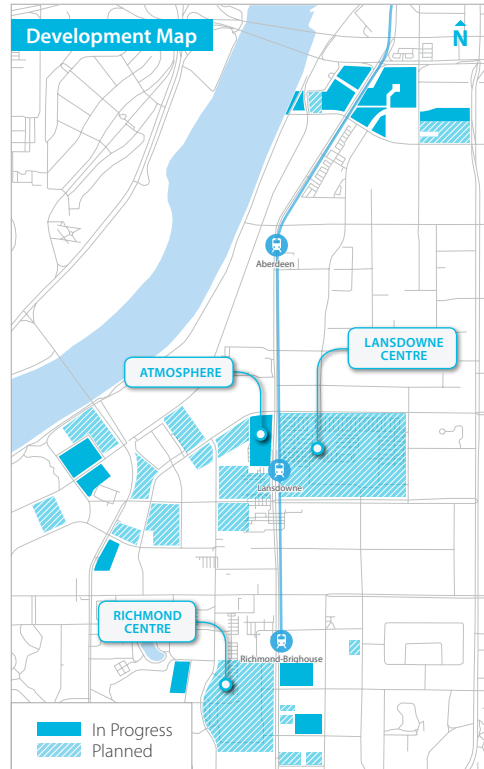 Development Map
N
Aberdeen
LANSDOWNE
CENTRE
ATMOSPHERE
Lansdowne
RICHMOND
CENTRE
Richmond-Brighouse
In Progress
Planned